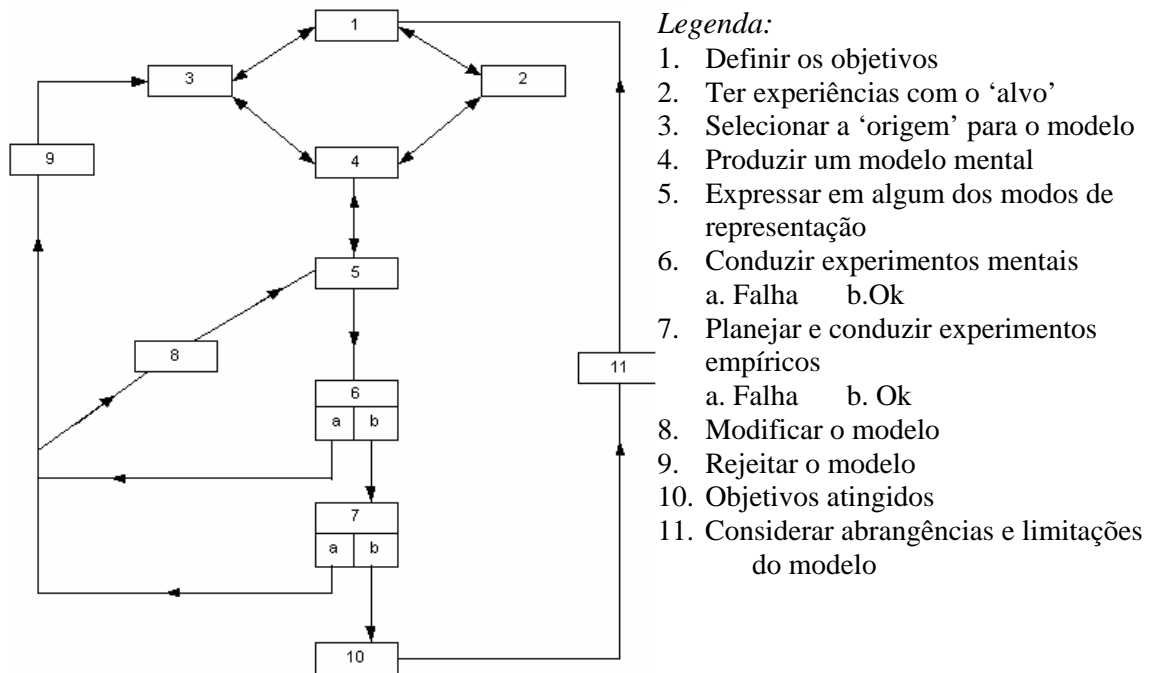 1
3
2
9
4
5
8
11
6
a b
7
a b
10
Legenda:
1. Definir os objetivos
2. Ter experiências com o ‘alvo’
3. Selecionar a ‘origem’ para o modelo
4. Produzir um modelo mental
5. Expressar em algum dos modos de
representação
6. Conduzir experimentos mentais
a. Falha b.Ok
7. Planejar e conduzir experimentos
empíricos
a. Falha b. Ok
8. Modificar o modelo
9. Rejeitar o modelo
10. Objetivos atingidos
11. Considerar abrangências e limitações
do modelo